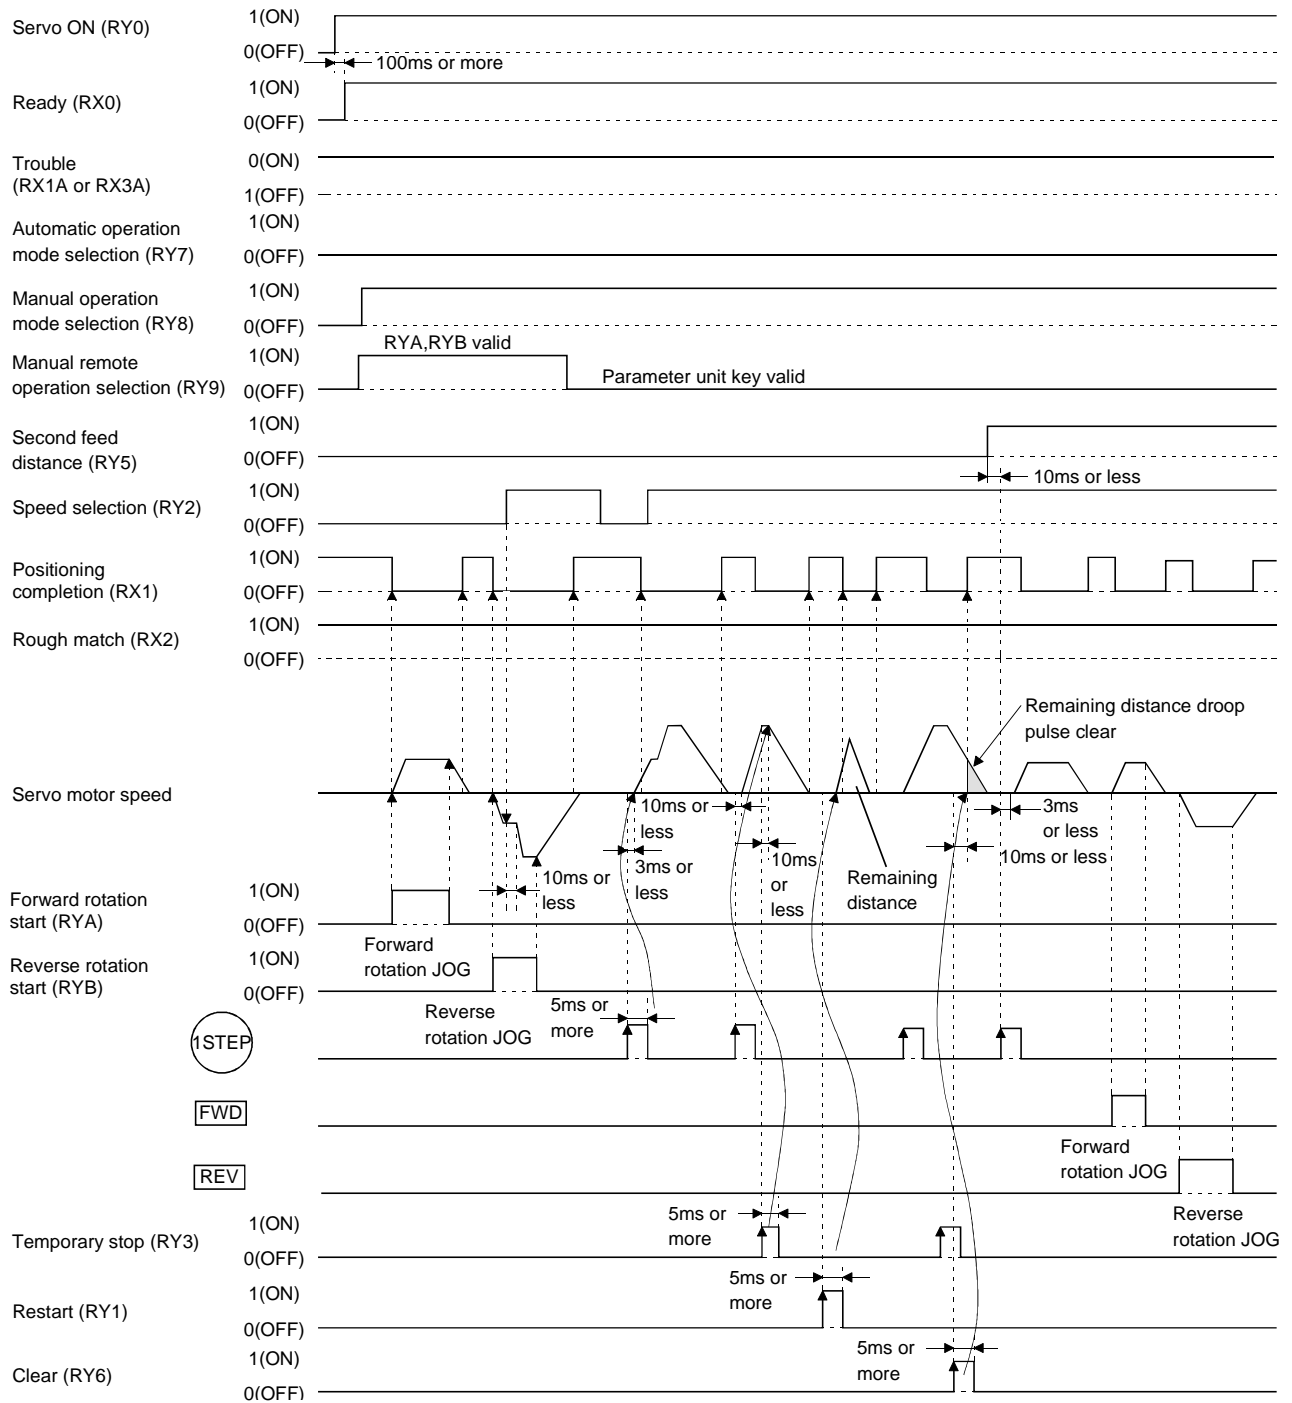 Servo ON (RY0)
1(ON)
0(OFF)
100ms or more
Ready (RX0)
1(ON)
0(OFF)
Trouble
(RX1A or RX3A)
0(ON)
1(OFF)
Automatic operation
mode selection (RY7)
1(ON)
0(OFF)
Manual operation
mode selection (RY8)
1(ON)
0(OFF)
RYA,RYB valid
Manual remote
operation selection (RY9)
1(ON)
0(OFF)
Parameter unit key valid
Second feed
distance (RY5)
1(ON)
0(OFF)
10ms or less
Speed selection (RY2)
1(ON)
0(OFF)
Positioning
completion (RX1)
1(ON)
0(OFF)
Rough match (RX2)
1(ON)
0(OFF)
Remaining distance droop
pulse clear
Servo motor speed
10ms or
less
3ms or
less
10ms or
less
10ms
or
less
Remaining
distance
3ms
or less
10ms or less
Forward rotation
start (RYA)
1(ON)
0(OFF)
Forward
rotation JOG
Reverse rotation
start (RYB)
1(ON)
0(OFF)
Reverse
rotation JOG
5ms or
more
1STEP
FWD
Forward
rotation JOG
REV
Reverse
rotation JOG
5ms or
more
Temporary stop (RY3)
1(ON)
0(OFF)
5ms or
more
Restart (RY1)
1(ON)
0(OFF)
5ms or
more
Clear (RY6)
1(ON)
0(OFF)